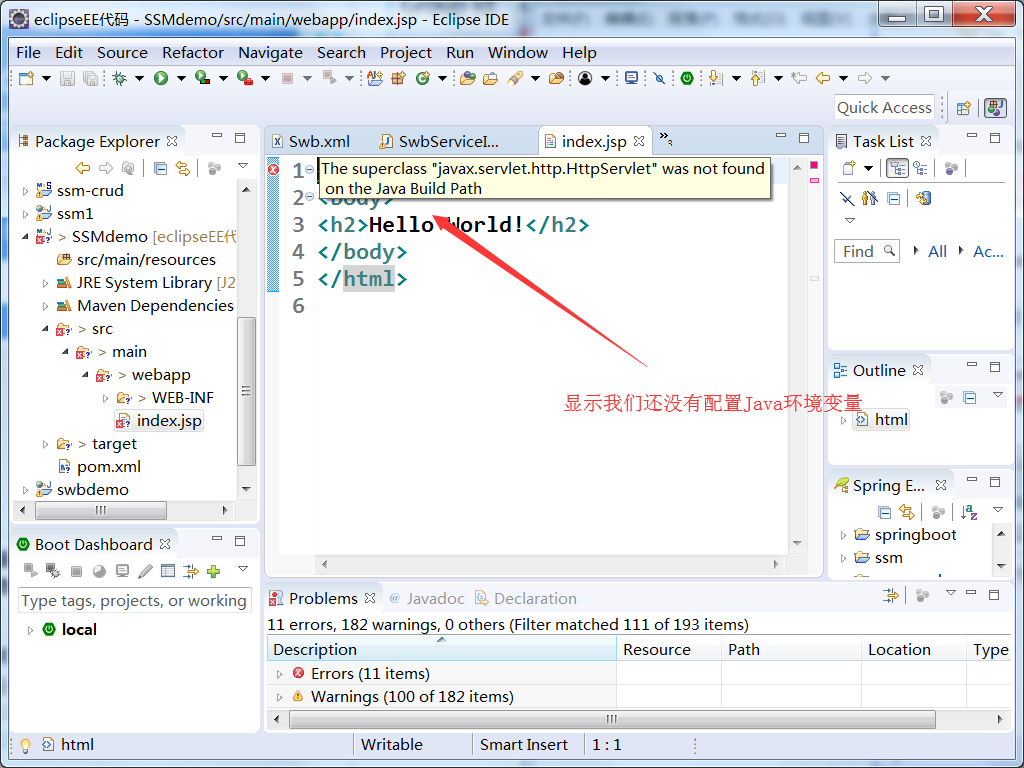 eclipseEE代码 - SSMdemo/src/main/webapp/index.jsp - Eclipse IDE
File Edit Source Refactor Navigate Search Project Run Window Help
Quick Access
Package Explorer
ssm-crud
ssm1
> SSMdemo [eclipseEE代
src/main/resources
JRE System Library [J2
Maven Dependencies
> src
> main
> webapp
> WEB-INF
index.jsp
> target
pom.xml
swbdemo
Boot Dashboard
Type tags, projects, or working
local
Swb.xml SwbServiceI... index.jsp »5
1
The superclass "javax.servlet.http.HttpServlet" was not found
on the Java Build Path
2 <body>
3 <h2>Hello World!</h2>
4 </body>
5 </html>
6
显示我们还没有配置Java环境变量
Task List
Find All Ac...
Outline
html
Spring E...
springboot
ssm
Problems @ Javadoc Declaration
11 errors, 182 warnings, 0 others (Filter matched 111 of 193 items)
Description Resource Path Location Type
Errors (11 items)
Warnings (100 of 182 items)
html Writable Smart Insert 1 : 1